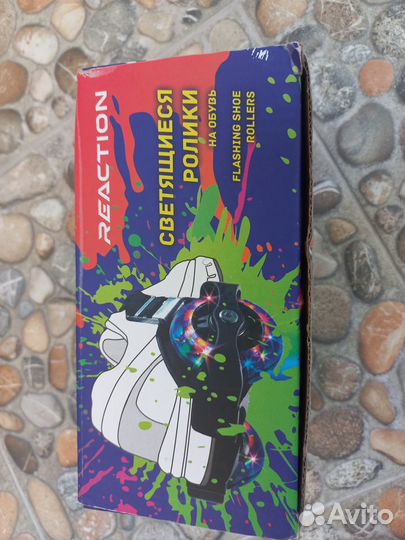 REACTION
СВЕТЯЩИЕСЯ
РОЛИКИ
НА ОБУВЬ
FLASHING SHOE
ROLLERS
Avito